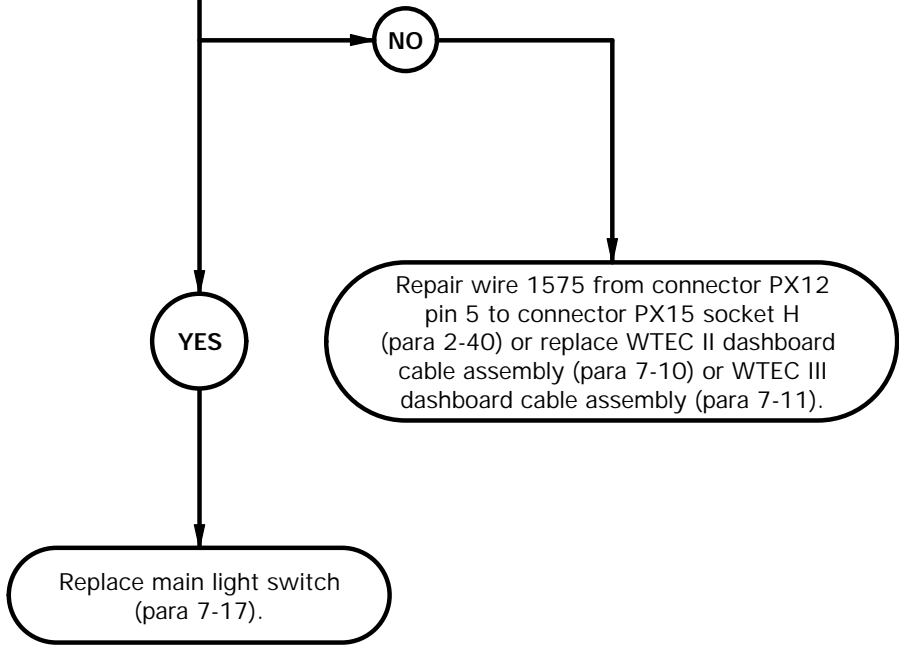 NO
YES
Repair wire 1575 from connector PX12
pin 5 to connector PX15 socket H
(para 2-40) or replace WTEC II dashboard
cable assembly (para 7-10) or WTEC III
dashboard cable assembly (para 7-11).
Replace main light switch
(para 7-17).